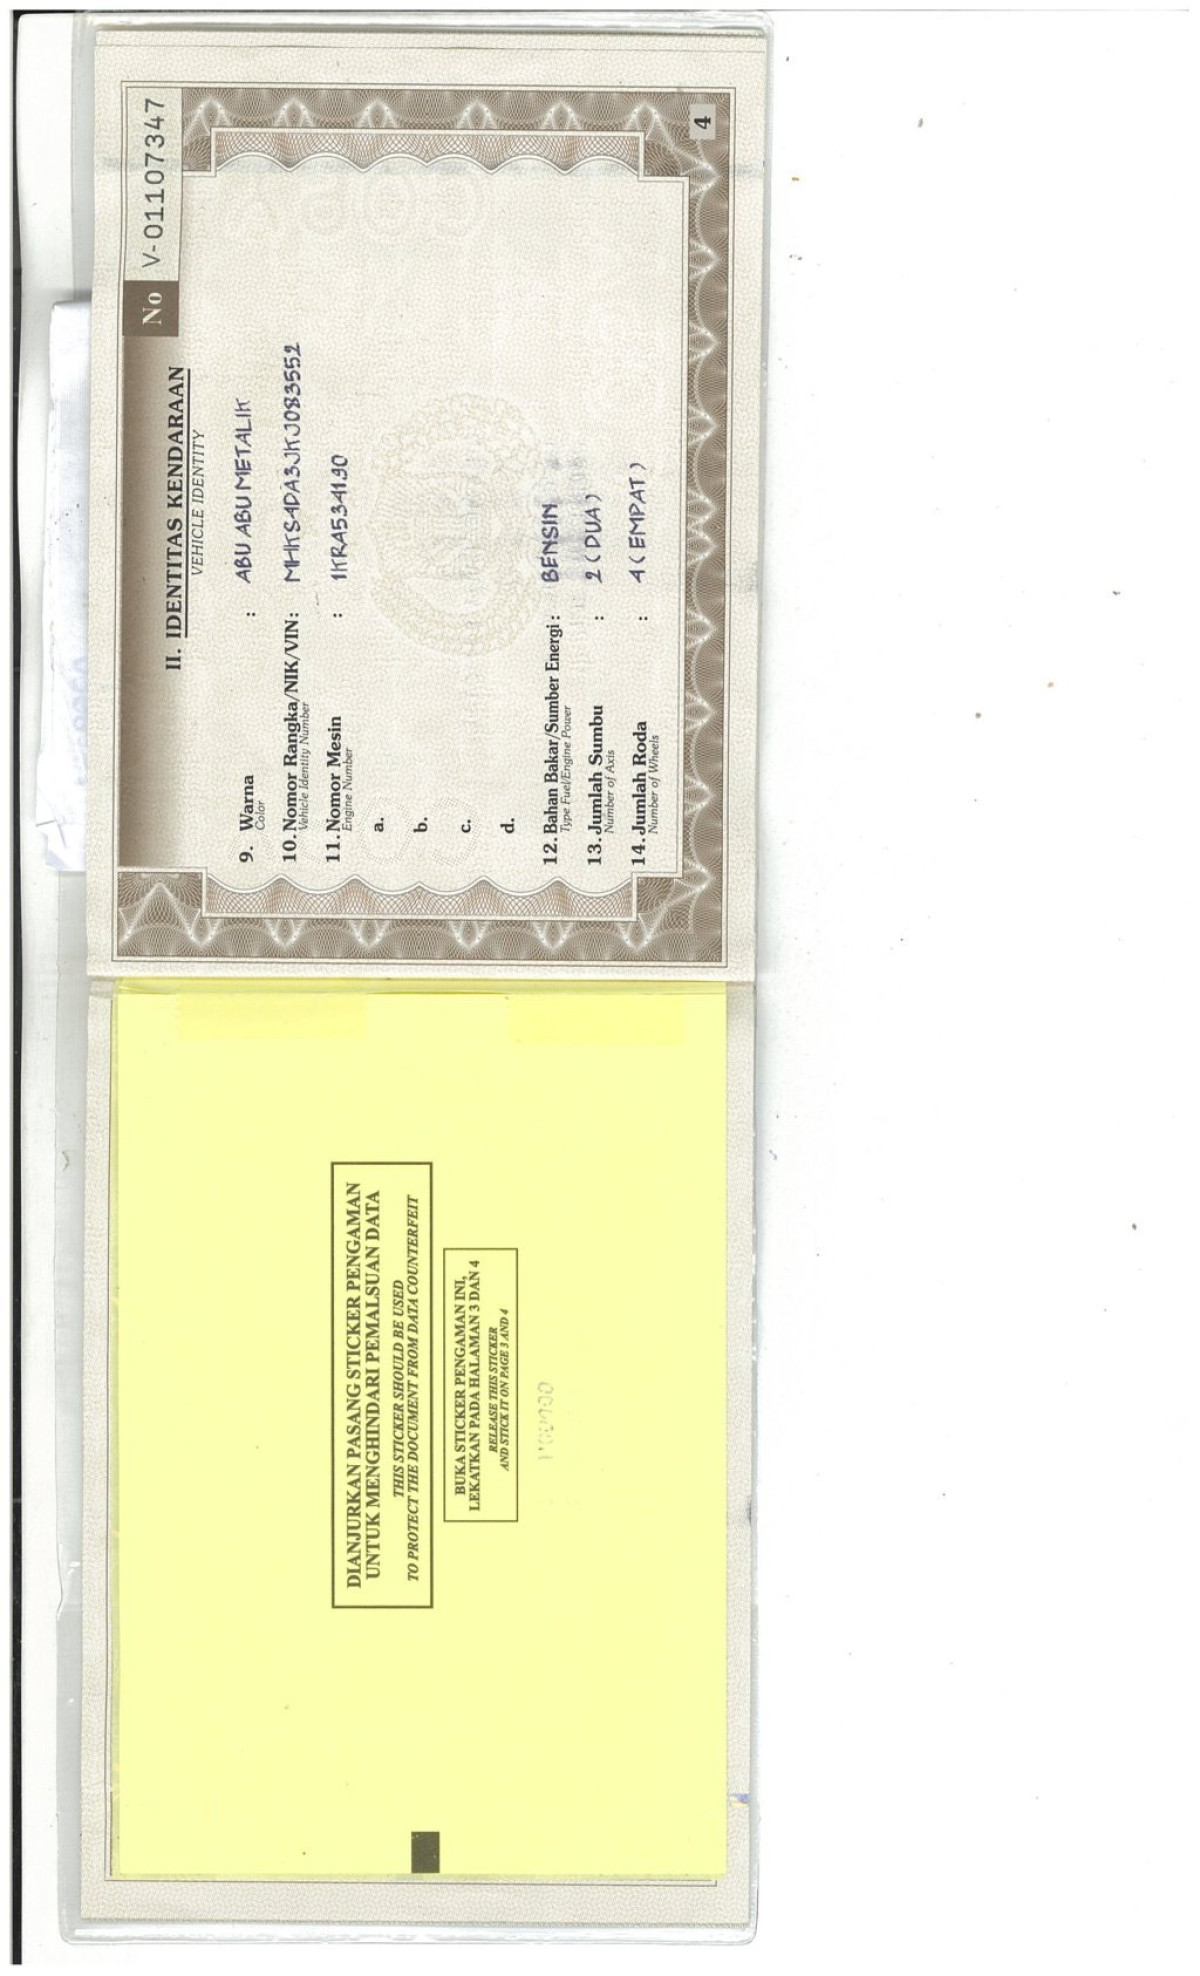 DIANJURKAN PASANG STICKER PENGAMAN
UNTUK MENGHINDARI PEMALSUAN DATA
THIS STICKER SHOULD BE USED
TO PROTECT THE DOCUMENT FROM DATA COUNTERFEIT
BUKA STICKER PENGAMAN INI,
LEKATKAN PADA HALAMAN 3 DAN 4
RELEASE THIS STICKER
AND STICK IT ON PAGE 3 AND 4
No V-01107347
II. IDENTITAS KENDARAAN
VEHICLE IDENTITY
9. Warna : ABU ABU METALIK
Color
10. Nomor Rangka/NIK/VIN : MHKS4DA3JKJ083552
Vehicle Identity Number
11. Nomor Mesin : 1KRA534190
Engine Number
a.
b.
c.
d.
12. Bahan Bakar/Sumber Energi : BENSIN
Type Fuel/Engine Power
13. Jumlah Sumbu : 2 ( DUA )
Number of Axis
14. Jumlah Roda : 4 ( EMPAT )
Number of Wheels
4